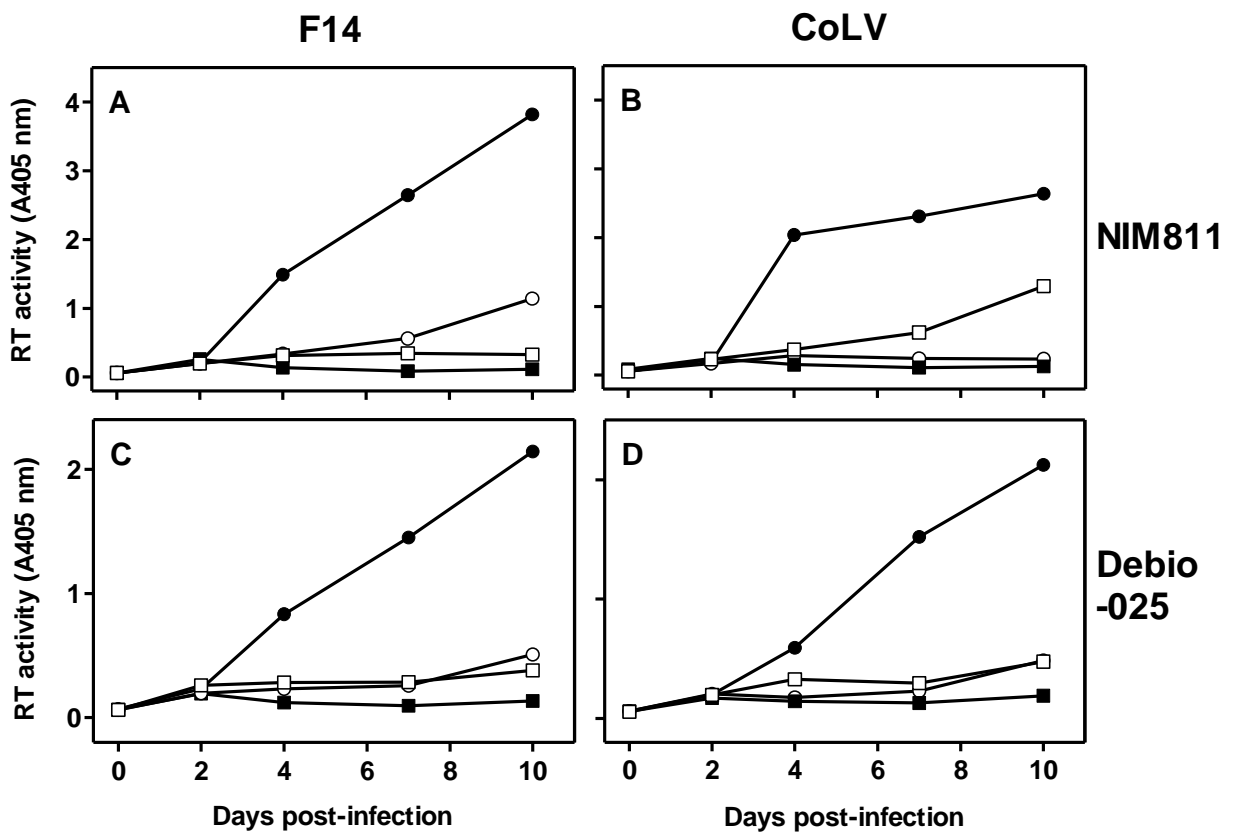 F14
CoLV
A
B
RT activity (A405 nm)
4
3
2
1
0
NIM811
C
D
RT activity (A405 nm)
2
1
0
Debio
-025
0 2 4 6 8 10
0 2 4 6 8 10
Days post-infection
Days post-infection